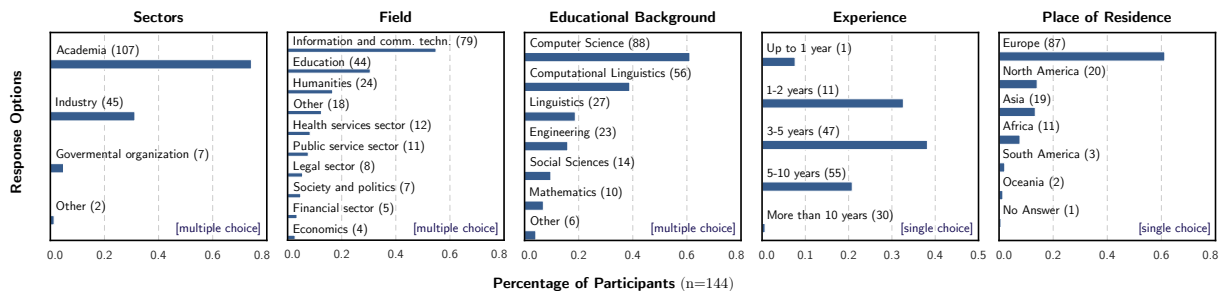 Sectors
Field
Educational Background
Experience
Place of Residence
Response Options
Academia (107)
Industry (45)
Govermental organization (7)
Other (2)
[multiple choice]
0.0 0.2 0.4 0.6 0.8
Information and comm. techn. (79)
Education (44)
Humanities (24)
Other (18)
Health services sector (12)
Public service sector (11)
Legal sector (8)
Society and politics (7)
Financial sector (5)
Economics (4)
[multiple choice]
0.0 0.2 0.4 0.6 0.8
Computer Science (88)
Computational Linguistics (56)
Linguistics (27)
Engineering (23)
Social Sciences (14)
Mathematics (10)
Other (6)
[multiple choice]
0.0 0.2 0.4 0.6 0.8
Up to 1 year (1)
1-2 years (11)
3-5 years (47)
5-10 years (55)
More than 10 years (30)
[single choice]
0.0 0.1 0.2 0.3 0.4 0.5
Europe (87)
North America (20)
Asia (19)
Africa (11)
South America (3)
Oceania (2)
No Answer (1)
[single choice]
0.0 0.2 0.4 0.6 0.8
Percentage of Participants (n=144)